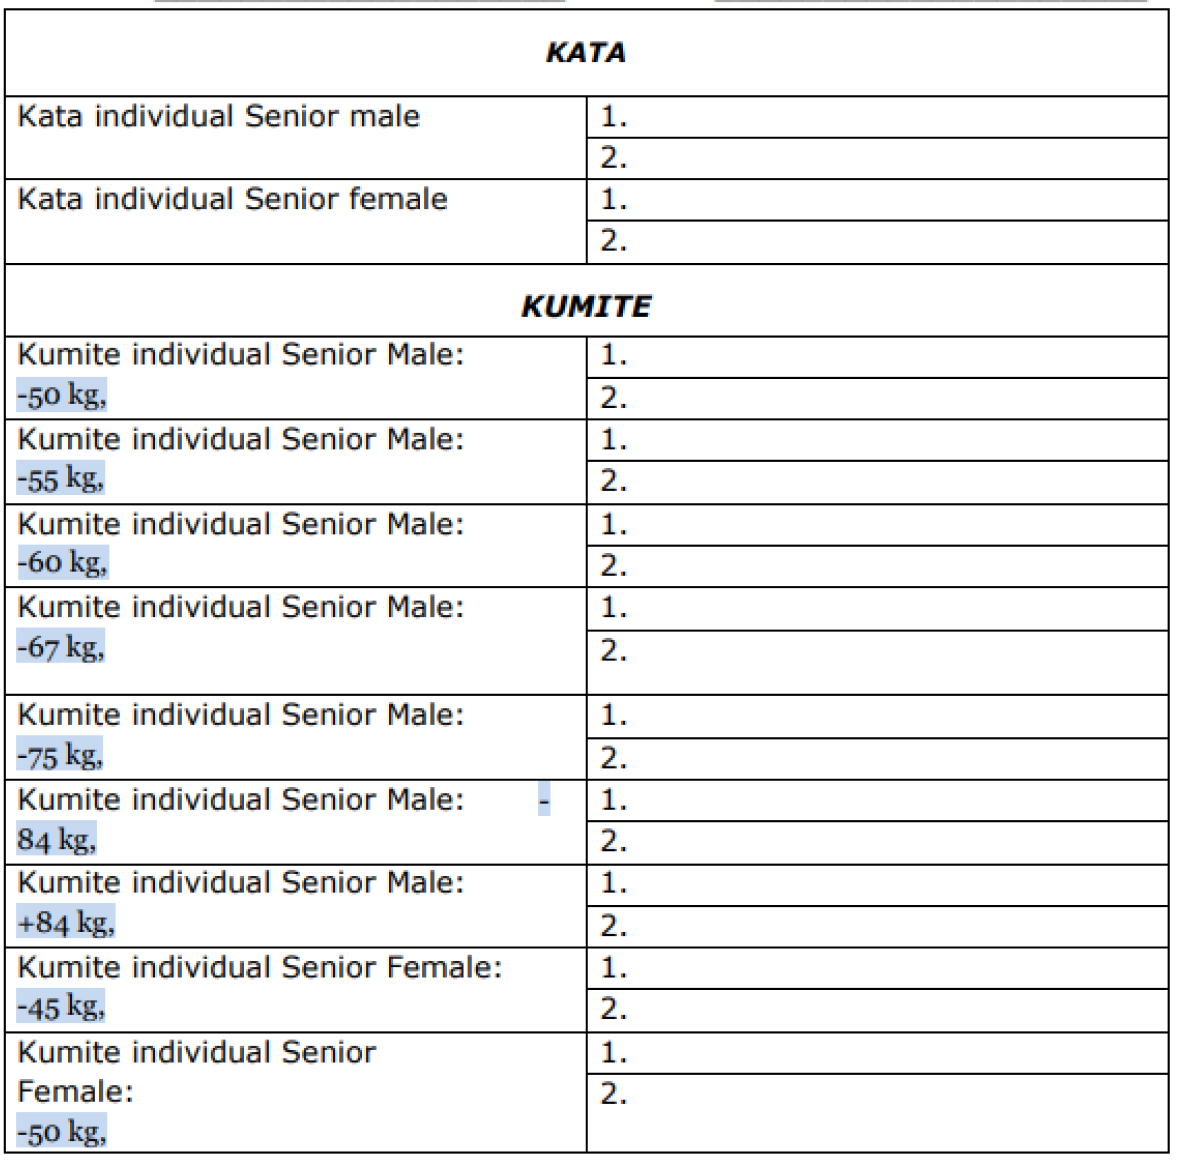 KATA
Kata individual Senior male
1.
2.
Kata individual Senior female
1.
2.
KUMITE
Kumite individual Senior Male:
-50 kg,
1.
2.
Kumite individual Senior Male:
-55 kg,
1.
2.
Kumite individual Senior Male:
-60 kg,
1.
2.
Kumite individual Senior Male:
-67 kg,
1.
2.
Kumite individual Senior Male:
-75 kg,
1.
2.
Kumite individual Senior Male: -
84 kg,
1.
2.
Kumite individual Senior Male:
+84 kg,
1.
2.
Kumite individual Senior Female:
-45 kg,
1.
2.
Kumite individual Senior
Female:
-50 kg,
1.
2.